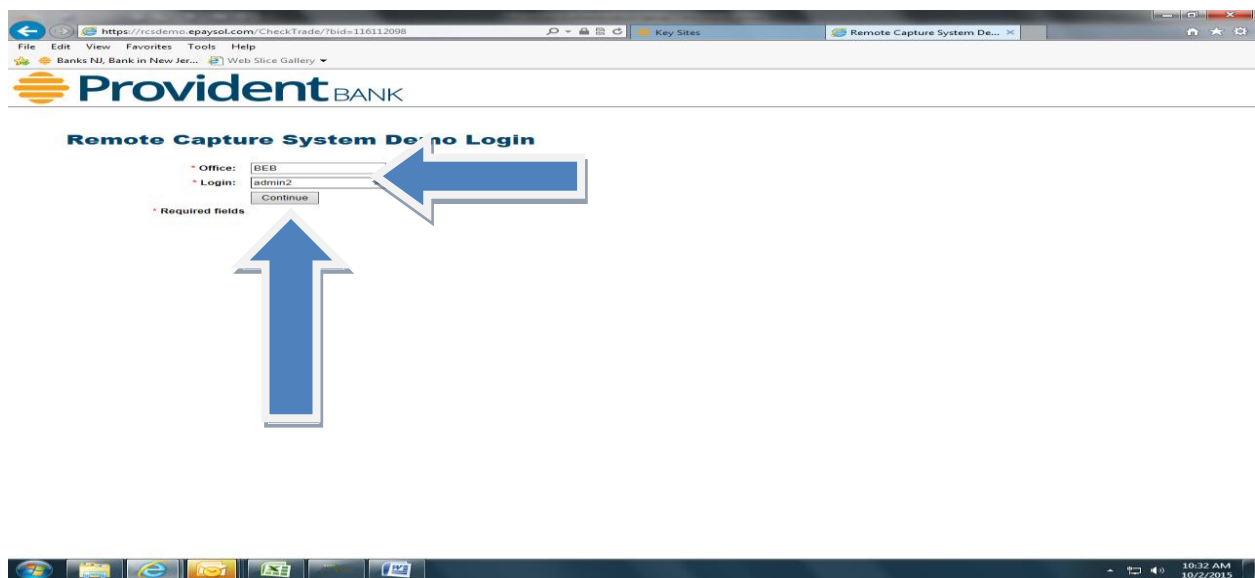 https://rcsdemo.epaysol.com/CheckTrade/?bid=116112098
Key Sites
Remote Capture System De...
File Edit View Favorites Tools Help
Banks NJ, Bank in New Jer... Web Slice Gallery
Provident BANK
Remote Capture System Demo Login
* Office: BEB
* Login: admin2
Continue
* Required fields
10:32 AM
10/2/2015